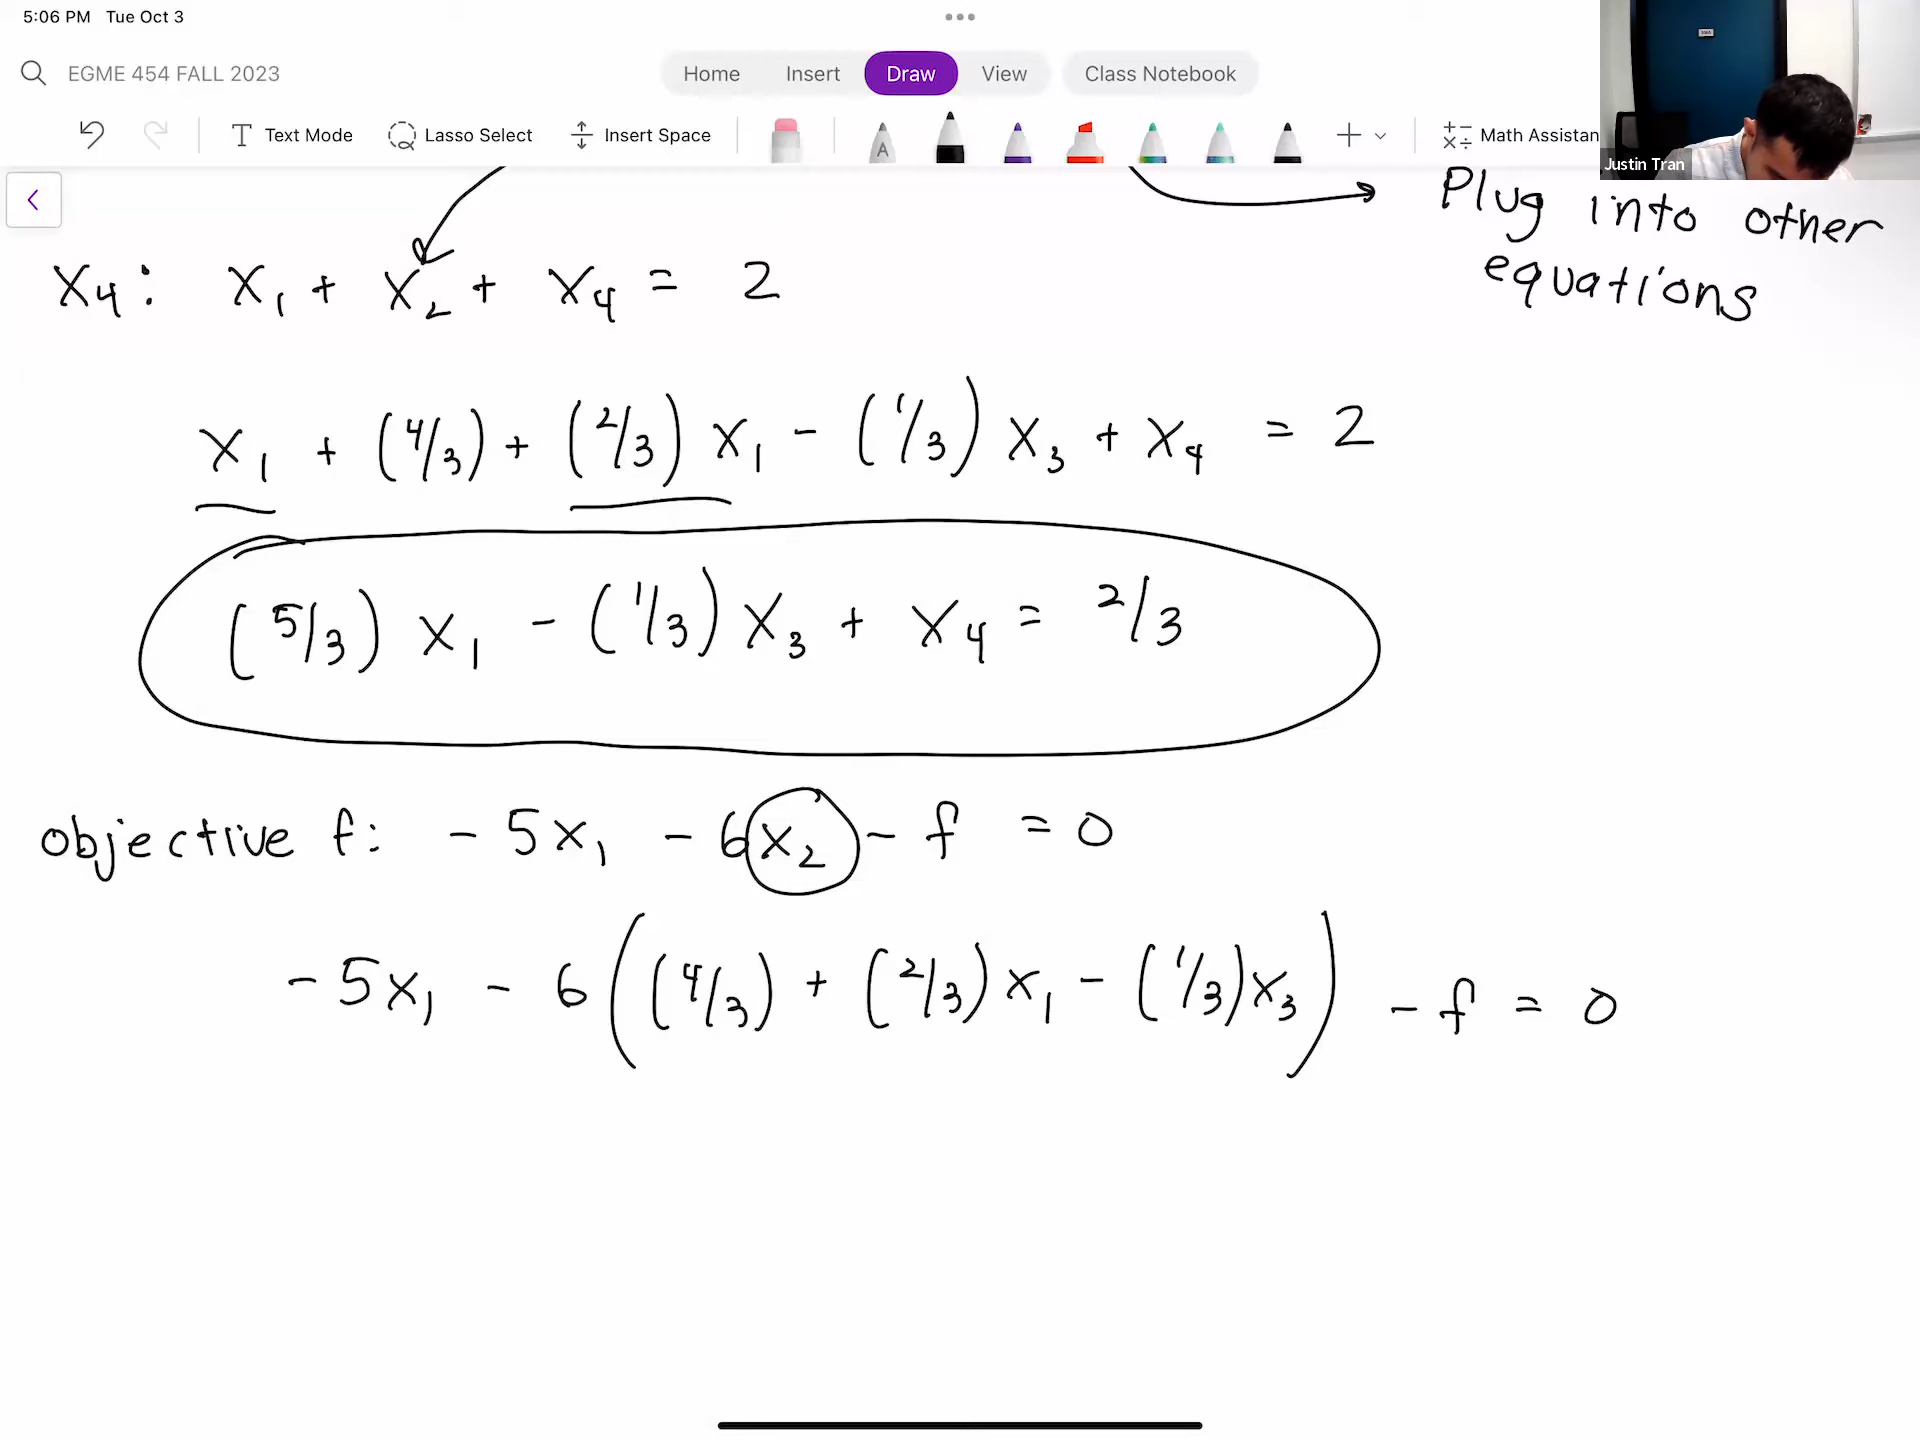 5:06 PM Tue Oct 3
EGME 454 FALL 2023
Home Insert Draw View Class Notebook
Text Mode Lasso Select Insert Space A Math Assistan
Justin Tran
Plug into other
equations
x₄: x₁ + x₂ + x₄ = 2
x₁ + (4/3) + (2/3) x₁ - (1/3) x₃ + x₄ = 2
(5/3) x₁ - (1/3) x₃ + x₄ = 2/3
objective f: - 5x₁ - 6x₂ - f = 0
- 5x₁ - 6((4/3) + (2/3) x₁ - (1/3)x₃) - f = 0